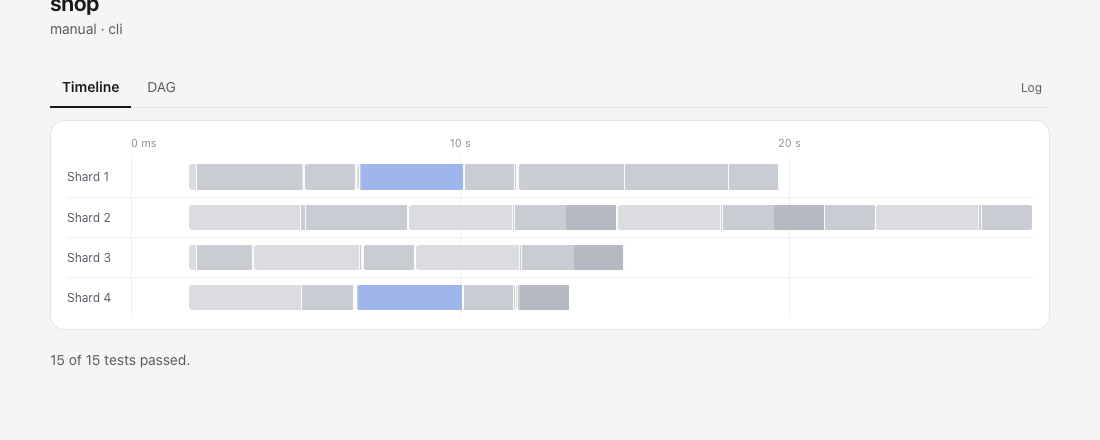 shop
manual · cli
Timeline DAG Log
0 ms 10 s 20 s
Shard 1
Shard 2
Shard 3
Shard 4
15 of 15 tests passed.